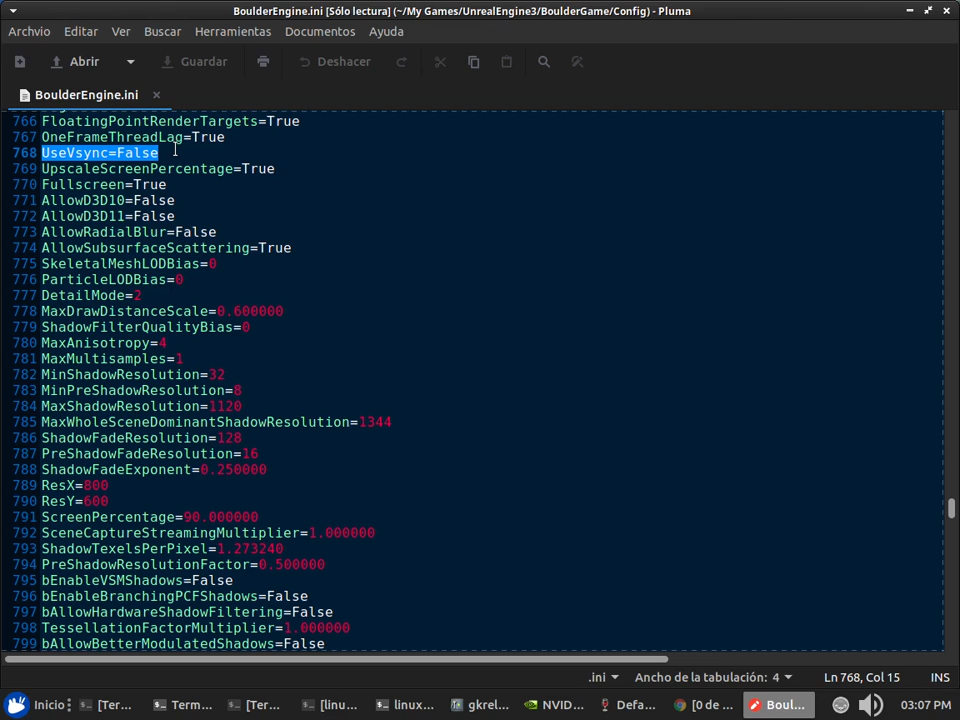 BoulderEngine.ini [Sólo lectura] (~/My Games/UnrealEngine3/BoulderGame/Config) - Pluma
Archivo Editar Ver Buscar Herramientas Documentos Ayuda
Abrir Guardar Deshacer
BoulderEngine.ini ×
766 FloatingPointRenderTargets=True
767 OneFrameThreadLag=True
768 UseVsync=False
769 UpscaleScreenPercentage=True
770 Fullscreen=True
771 AllowD3D10=False
772 AllowD3D11=False
773 AllowRadialBlur=False
774 AllowSubsurfaceScattering=True
775 SkeletalMeshLODBias=0
776 ParticleLODBias=0
777 DetailMode=2
778 MaxDrawDistanceScale=0.600000
779 ShadowFilterQualityBias=0
780 MaxAnisotropy=4
781 MaxMultisamples=1
782 MinShadowResolution=32
783 MinPreShadowResolution=8
784 MaxShadowResolution=1120
785 MaxWholeSceneDominantShadowResolution=1344
786 ShadowFadeResolution=128
787 PreShadowFadeResolution=16
788 ShadowFadeExponent=0.250000
789 ResX=800
790 ResY=600
791 ScreenPercentage=90.000000
792 SceneCaptureStreamingMultiplier=1.000000
793 ShadowTexelsPerPixel=1.273240
794 PreShadowResolutionFactor=0.500000
795 bEnableVSMShadows=False
796 bEnableBranchingPCFShadows=False
797 bAllowHardwareShadowFiltering=False
798 TessellationFactorMultiplier=1.000000
799 bAllowBetterModulatedShadows=False
.ini Ancho de la tabulación: 4 Ln 768, Col 15 INS
Inicio [Ter... Term... [Ter... [linu... linux... gkrel... NVID... Defa... [0 de ... Boul... 03:07 PM